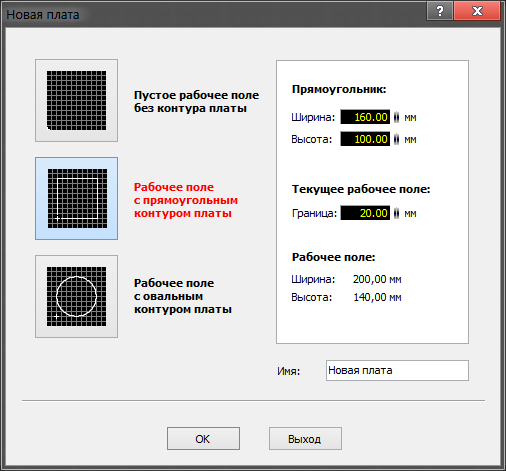 Новая плата
?
Пустое рабочее поле
без контура платы
Рабочее поле
с прямоугольным
контуром платы
Рабочее поле
с овальным
контуром платы
Прямоугольник:
Ширина: 160.00 мм
Высота: 100.00 мм
Текущее рабочее поле:
Граница: 20.00 мм
Рабочее поле:
Ширина: 200,00 мм
Высота: 140,00 мм
Имя: Новая плата
OK
Выход